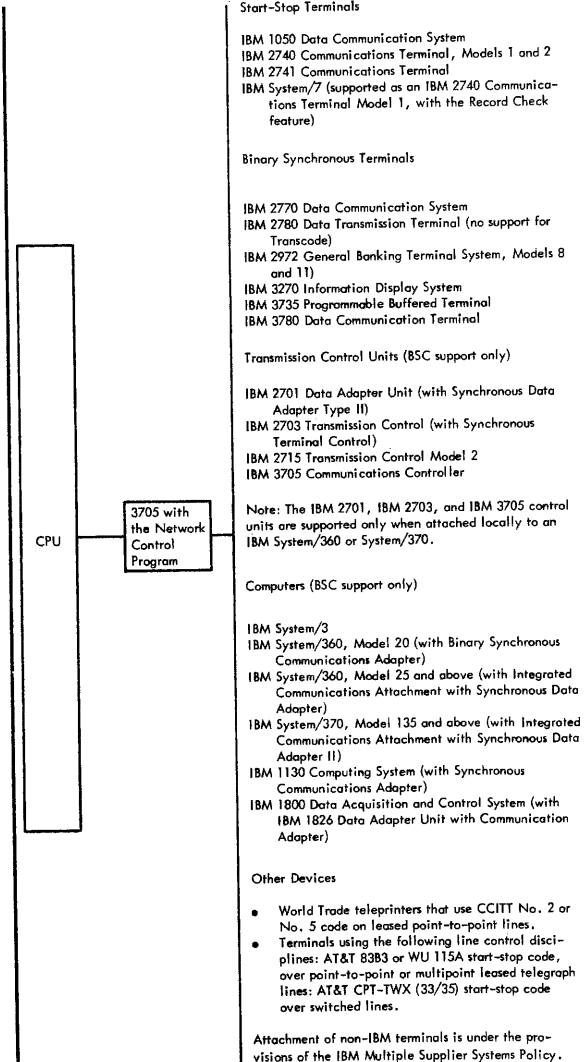 Start-Stop Terminals
IBM 1050 Data Communication System
IBM 2740 Communications Terminal, Models 1 and 2
IBM 2741 Communications Terminal
IBM System/7 (supported as an IBM 2740 Communica-
tions Terminal Model 1, with the Record Check
feature)
Binary Synchronous Terminals
IBM 2770 Data Communication System
IBM 2780 Data Transmission Terminal (no support for
Transcode)
IBM 2972 General Banking Terminal System, Models 8
and 11)
IBM 3270 Information Display System
IBM 3735 Programmable Buffered Terminal
IBM 3780 Data Communication Terminal
Transmission Control Units (BSC support only)
IBM 2701 Data Adapter Unit (with Synchronous Data
Adapter Type II)
IBM 2703 Transmission Control (with Synchronous
Terminal Control)
IBM 2715 Transmission Control Model 2
IBM 3705 Communications Controller
CPU
3705 with
the Network
Control
Program
Note: The IBM 2701, IBM 2703, and IBM 3705 control
units are supported only when attached locally to an
IBM System/360 or System/370.
Computers (BSC support only)
IBM System/3
IBM System/360, Model 20 (with Binary Synchronous
Communications Adapter)
IBM System/360, Model 25 and above (with Integrated
Communications Attachment with Synchronous Data
Adapter)
IBM System/370, Model 135 and above (with Integrated
Communications Attachment with Synchronous Data
Adapter II)
IBM 1130 Computing System (with Synchronous
Communications Adapter)
IBM 1800 Data Acquisition and Control System (with
IBM 1826 Data Adapter Unit with Communication
Adapter)
Other Devices
• World Trade teleprinters that use CCITT No. 2 or
No. 5 code on leased point-to-point lines.
• Terminals using the following line control disci-
plines: AT&T 83B3 or WU 115A start-stop code,
over point-to-point or multipoint leased telegraph
lines: AT&T CPT-TWX (33/35) start-stop code
over switched lines.
Attachment of non-IBM terminals is under the pro-
visions of the IBM Multiple Supplier Systems Policy.